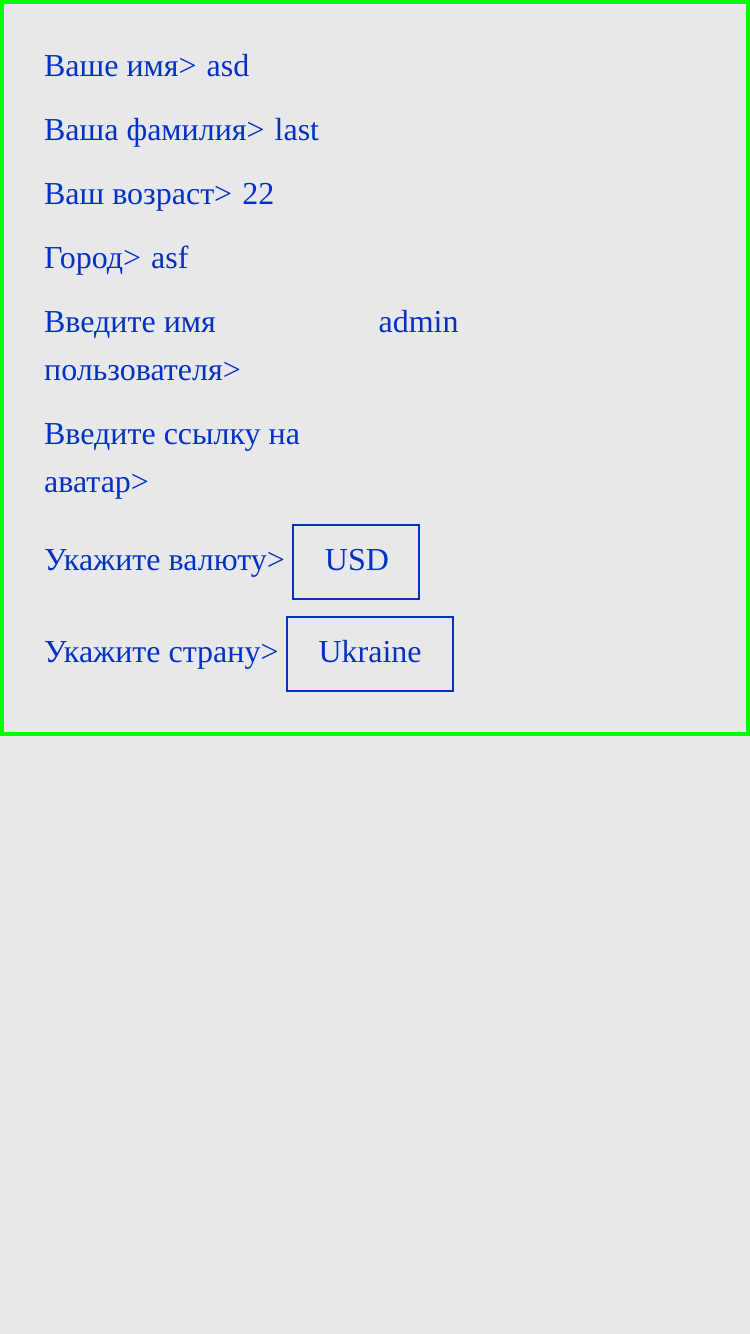 Ваше имя> asd
Ваша фамилия> last
Ваш возраст> 22
Город> asf
Введите имя admin
пользователя>
Введите ссылку на
аватар>
Укажите валюту> USD
Укажите страну> Ukraine